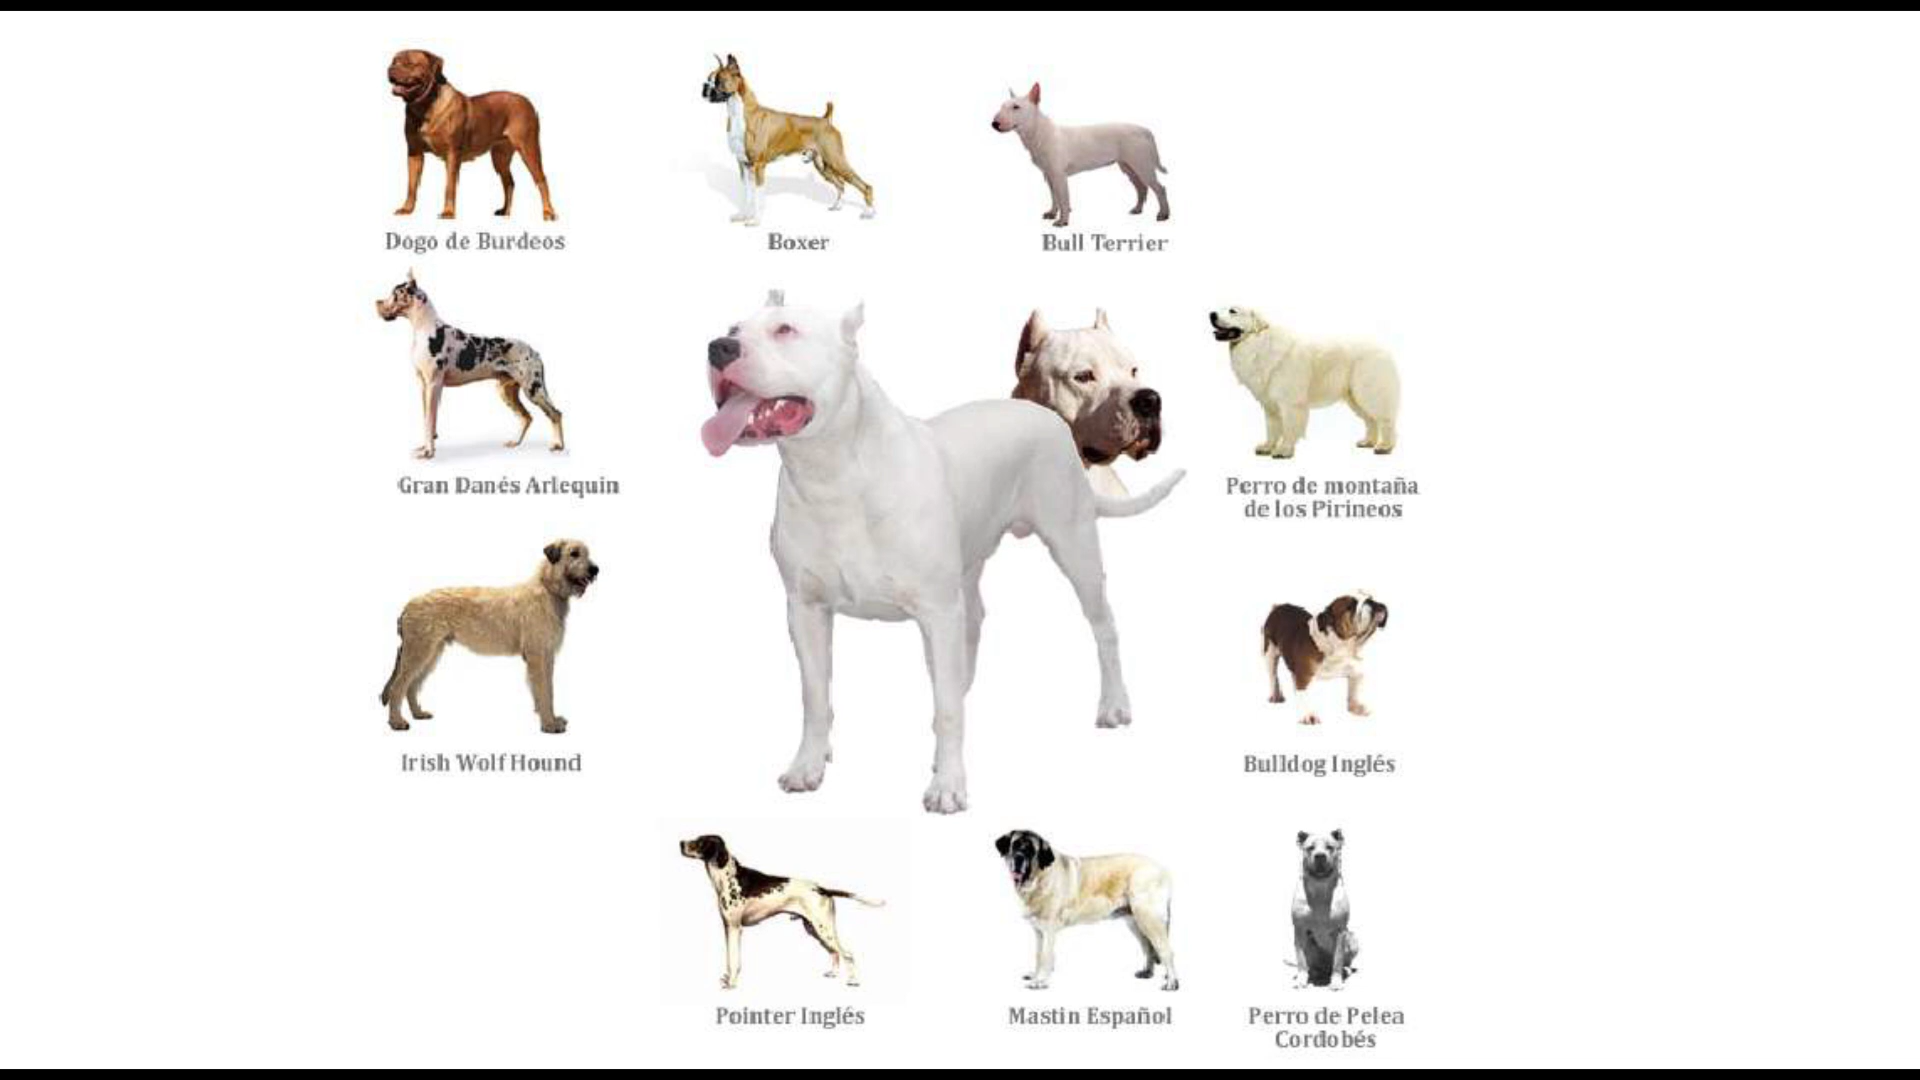 Dogo de Burdeos
Boxer
Bull Terrier
Gran Danés Arlequin
Perro de montaña
de los Pirineos
Irish Wolf Hound
Bulldog Inglés
Pointer Inglés
Mastin Español
Perro de Pelea
Cordobés